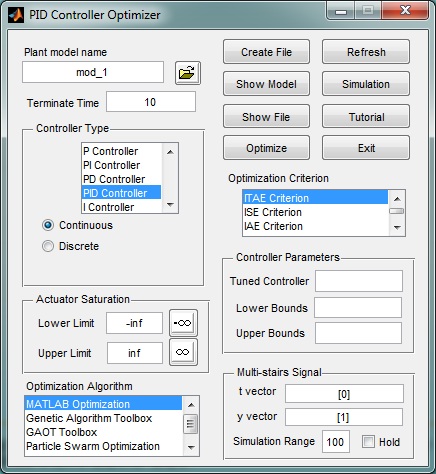 PID Controller Optimizer
Plant model name
mod_1
Terminate Time 10
Controller Type
P Controller
PI Controller
PD Controller
PID Controller
I Controller
Continuous
Discrete
Actuator Saturation
Lower Limit -inf -∞
Upper Limit inf ∞
Optimization Algorithm
MATLAB Optimization
Genetic Algorithm Toolbox
GAOT Toolbox
Particle Swarm Optimization
Create File Refresh
Show Model Simulation
Show File Tutorial
Optimize Exit
Optimization Criterion
ITAE Criterion
ISE Criterion
IAE Criterion
Controller Parameters
Tuned Controller
Lower Bounds
Upper Bounds
Multi-stairs Signal
t vector [0]
y vector [1]
Simulation Range 100 Hold